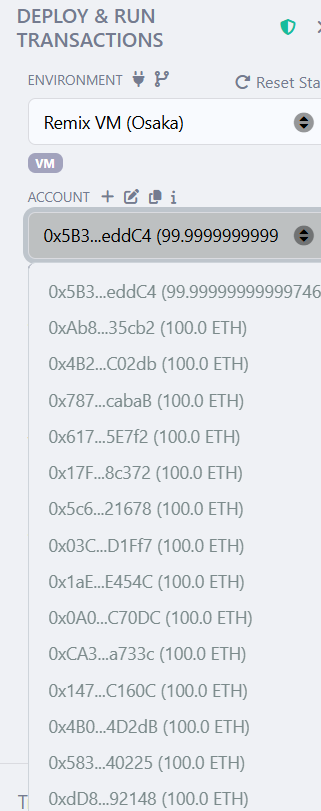 DEPLOY & RUN
TRANSACTIONS
ENVIRONMENT
Reset Sta
Remix VM (Osaka)
VM
ACCOUNT
0x5B3...eddC4 (99.9999999999
0x5B3...eddC4 (99.99999999999746
0xAb8...35cb2 (100.0 ETH)
0x4B2...C02db (100.0 ETH)
0x787...cabaB (100.0 ETH)
0x617...5E7f2 (100.0 ETH)
0x17F...8c372 (100.0 ETH)
0x5c6...21678 (100.0 ETH)
0x03C...D1Ff7 (100.0 ETH)
0x1aE...E454C (100.0 ETH)
0x0A0...C70DC (100.0 ETH)
0xCA3...a733c (100.0 ETH)
0x147...C160C (100.0 ETH)
0x4B0...4D2dB (100.0 ETH)
0x583...40225 (100.0 ETH)
0xdD8...92148 (100.0 ETH)
T